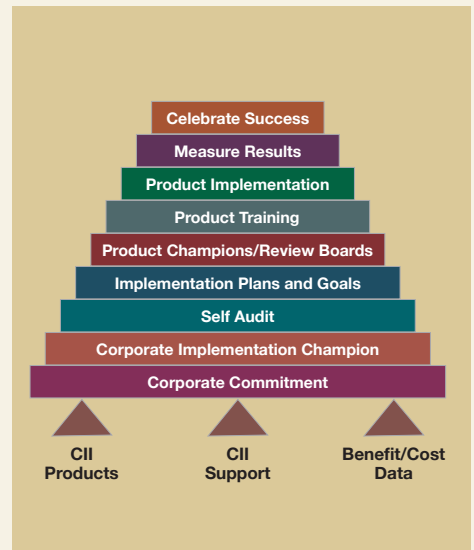 Celebrate Success
Measure Results
Product Implementation
Product Training
Product Champions/Review Boards
Implementation Plans and Goals
Self Audit
Corporate Implementation Champion
Corporate Commitment
CII
Products
CII
Support
Benefit/Cost
Data